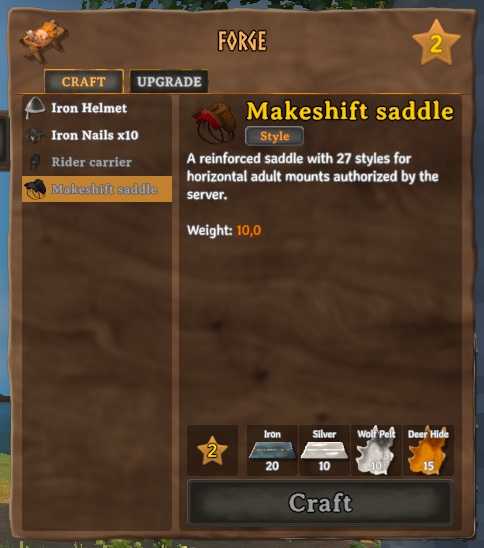 FORGE
2
CRAFT
UPGRADE
Iron Helmet
Iron Nails x10
Rider carrier
Makeshift saddle
Makeshift saddle
Style
A reinforced saddle with 27 styles for
horizontal adult mounts authorized by the
server.
Weight: 10,0
2
Iron
20
Silver
10
Wolf Pelt
10
Deer Hide
15
Craft